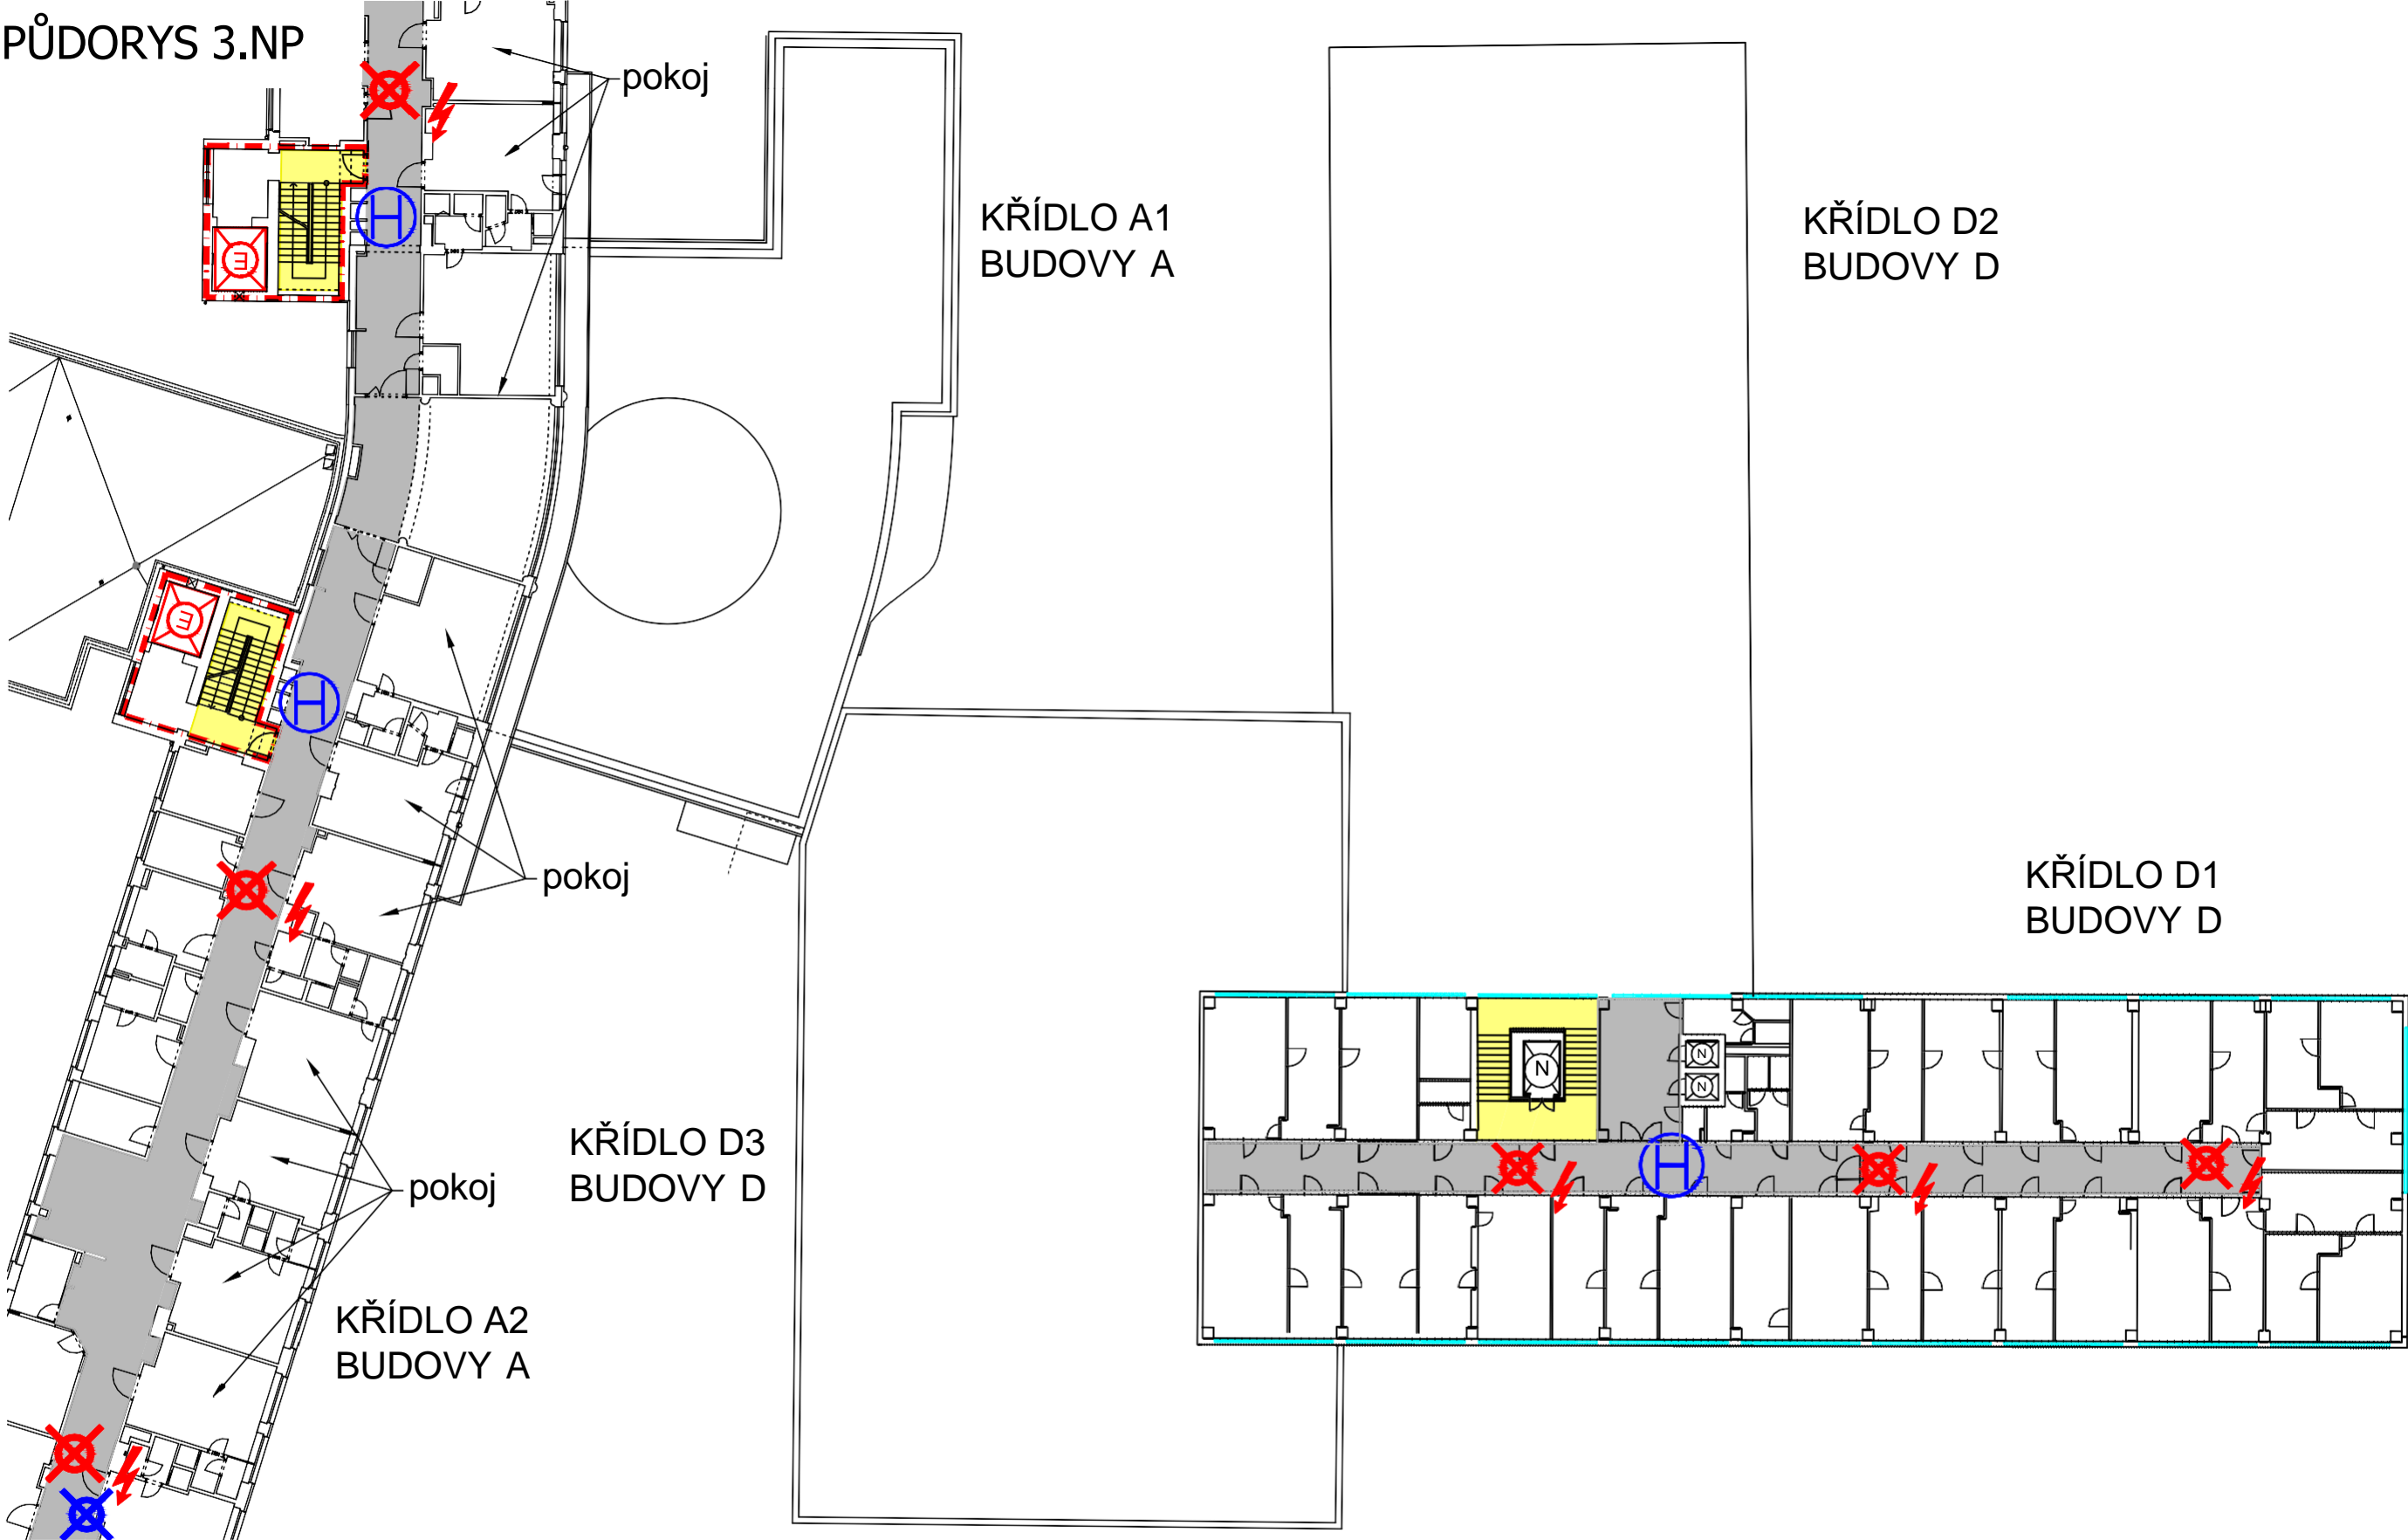 PŮDORYS 3.NP
pokoj
KŘÍDLO A1
BUDOVY A
KŘÍDLO D2
BUDOVY D
H
E
E
H
pokoj
KŘÍDLO D1
BUDOVY D
N
N
N
KŘÍDLO D3
BUDOVY D
H
pokoj
KŘÍDLO A2
BUDOVY A